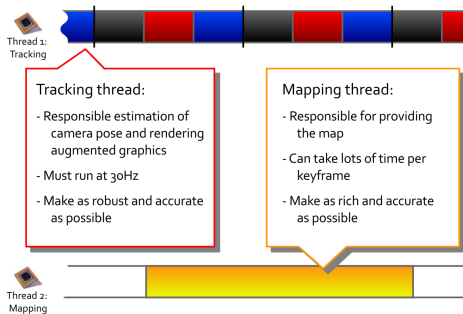 Thread 1:
Tracking
Tracking thread:
- Responsible estimation of
camera pose and rendering
augmented graphics
- Must run at 30Hz
- Make as robust and accurate
as possible
Mapping thread:
- Responsible for providing
the map
- Can take lots of time per
keyframe
- Make as rich and accurate
as possible
Thread 2:
Mapping